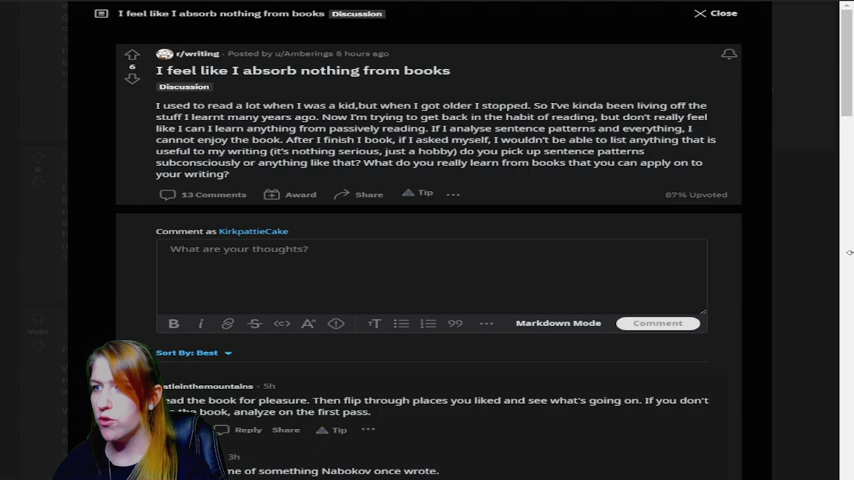 I feel like I absorb nothing from books Discussion
Close
r/writing · Posted by u/Amberings 5 hours ago
6
I feel like I absorb nothing from books
Discussion
I used to read a lot when I was a kid,but when I got older I stopped. So I've kinda been living off the
stuff I learnt many years ago. Now I'm trying to get back in the habit of reading, but don't really feel
like I can I learn anything from passively reading. If I analyse sentence patterns and everything, I
cannot enjoy the book. After I finish I book, if I asked myself, I wouldn't be able to list anything that is
useful to my writing (it's nothing serious, just a hobby) do you pick up sentence patterns
subconsciously or anything like that? What do you really learn from books that you can apply on to
your writing?
13 Comments Award Share Tip ...
87% Upvoted
Comment as KirkpattieCake
What are your thoughts?
B i A Tт 99 ... Markdown Mode Comment
Sort By: Best
atieinthemountains · 5h
ead the book for pleasure. Then flip through places you liked and see what's going on. If you don't
the book, analyze on the first pass.
Reply Share Tip ...
3h
me of something Nabokov once wrote.